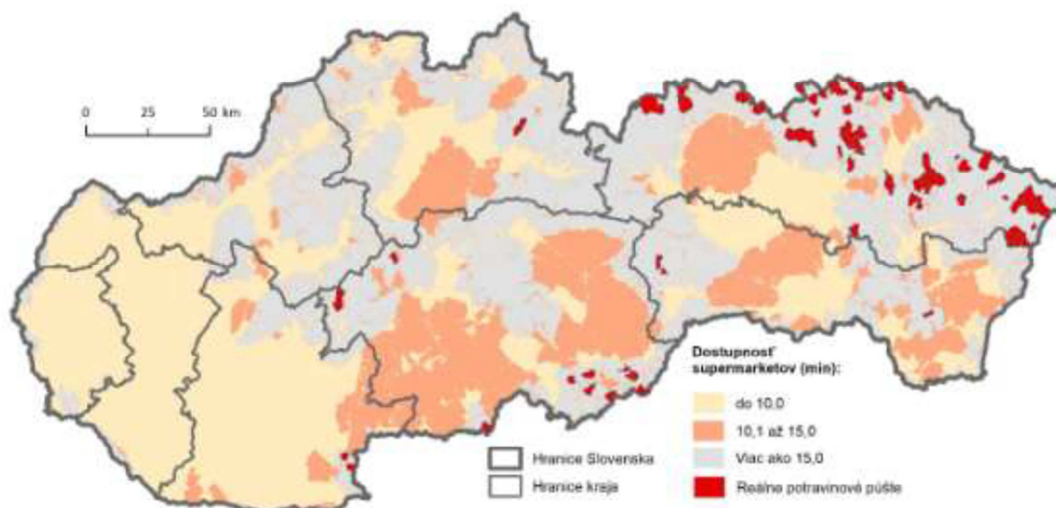 0 25 50 km
Dostupnosť
supermarketov (min):
do 10,0
10,1 až 15,0
Viac ako 15,0
Reálne potravinové púšte
Hranice Slovenska
Hranice kraja